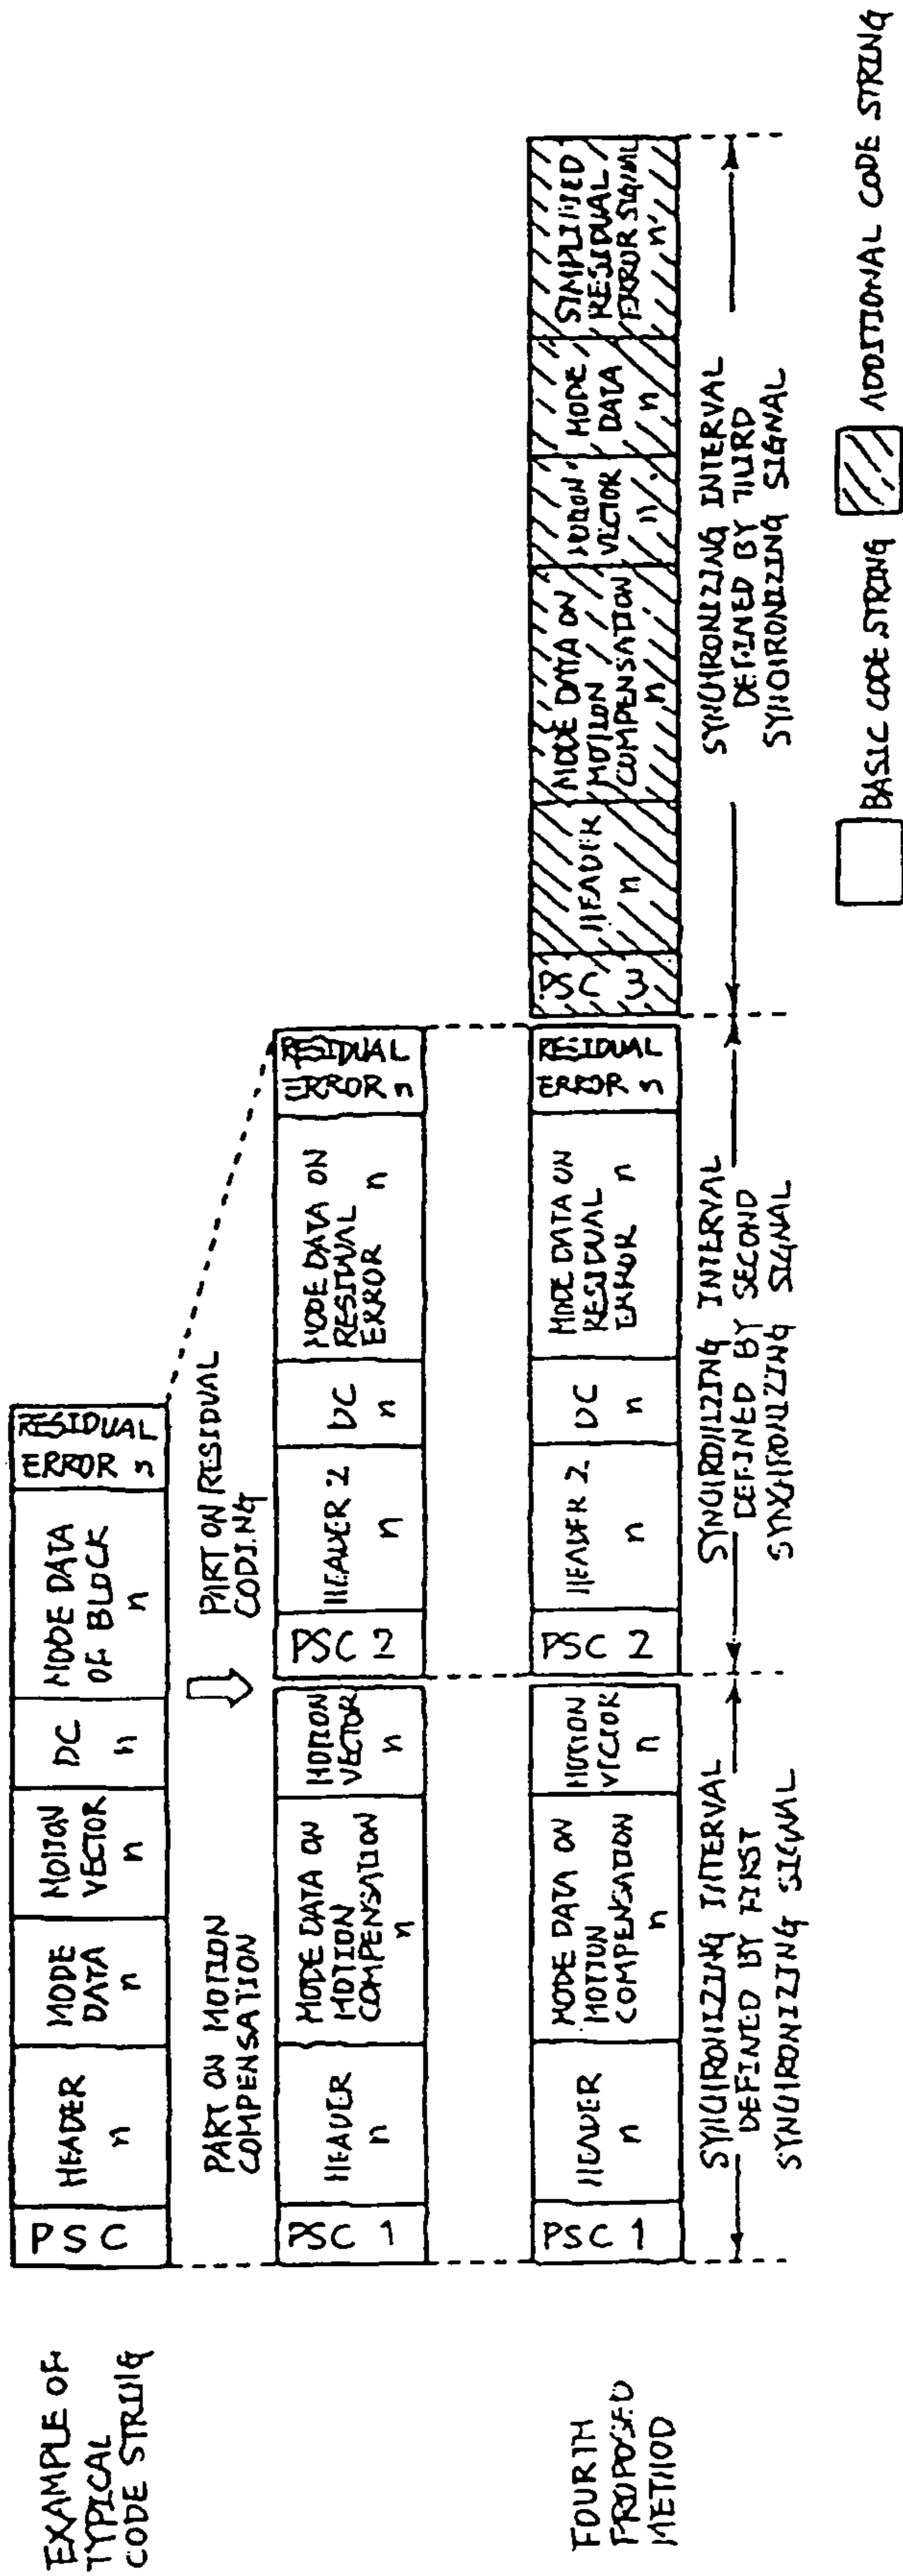 EXAMPLE OF
TYPICAL
CODE STRING
PSC
HEADER
n
MODE
DATA
n
MOTION
VECTOR
n
DC
n
MODE DATA
OF BLOCK
n
RESIDUAL
ERROR n
PART ON MOTION
COMPENSATION
PART ON RESIDUAL
CODING
PSC 1
HEADER
n
MODE DATA ON
MOTION
COMPENSATION
n
MOTION
VECTOR
n
PSC 2
HEADER 2
n
DC
n
MODE DATA ON
RESIDUAL
ERROR n
RESIDUAL
ERROR n
FOURTH
PROPOSED
METHOD
PSC 1
HEADER
n
MODE DATA ON
MOTION
COMPENSATION
n
MOTION
VECTOR
n
PSC 2
HEADER 2
n
DC
n
MODE DATA ON
RESIDUAL
ERROR n
RESIDUAL
ERROR n
PSC 3
HEADER
n
MODE DATA ON
MOTION
COMPENSATION
n
MOTION
VECTOR
n
MODE
DATA
n
SIMPLIFIED
RESIDUAL
ERROR SIGNAL
n
SYNCHRONIZING INTERVAL
DEFINED BY FIRST
SYNCHRONIZING SIGNAL
SYNCHRONIZING INTERVAL
DEFINED BY SECOND
SYNCHRONIZING SIGNAL
SYNCHRONIZING INTERVAL
DEFINED BY THIRD
SYNCHRONIZING SIGNAL
BASIC CODE STRING
ADDITIONAL CODE STRING